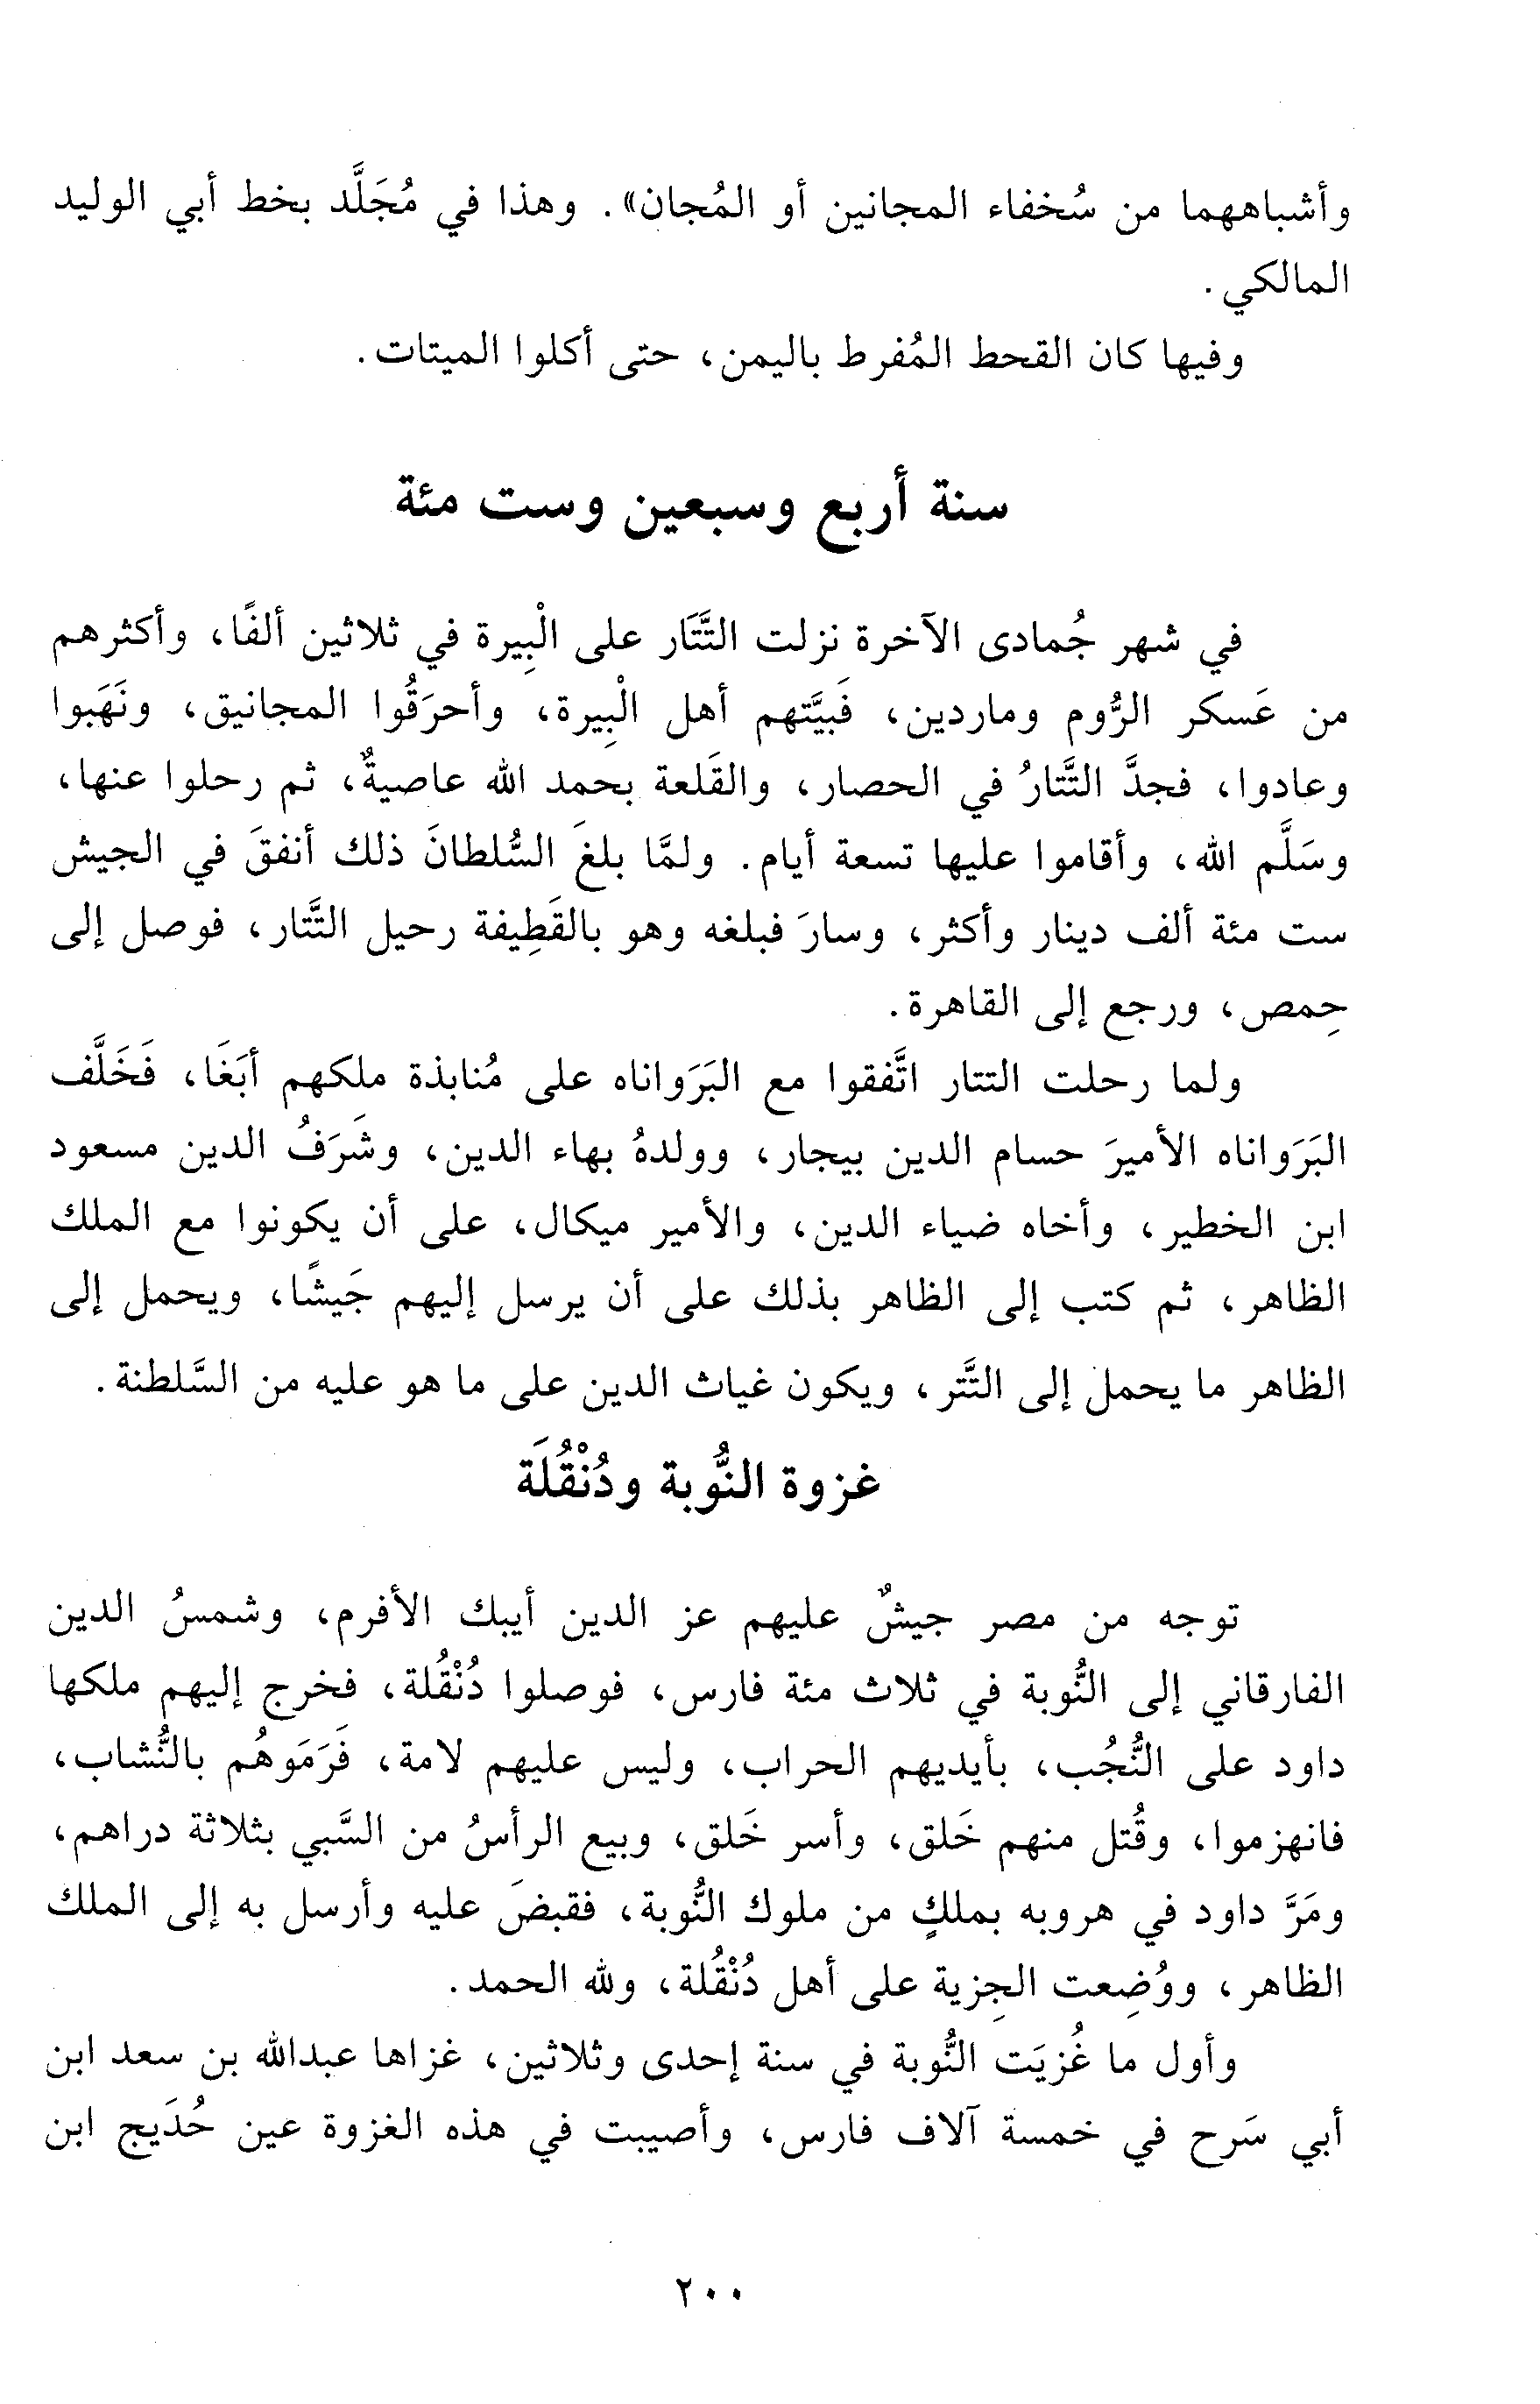 وأشباههما من سُخفاء المجانين أو المُجان». وهذا في مُجَلَّد بخط أبي الوليد
المالكي.
وفيها كان القحط المُفرط باليمن، حتى أكلوا الميتات.
سنة أربع وسبعين وست مئة
في شهر جُمادى الآخرة نزلت التَّتَار على الْبِيرة في ثلاثين ألفًا، وأكثرهم
من عَسكر الرُّوم وماردين، فَبيَّتهم أهل الْبِيرة، وأحرَقُوا المجانيق، ونَهَبوا
وعادوا، فجدَّ التَّتارُ في الحصار، والقَلعة بحمد الله عاصيةٌ، ثم رحلوا عنها،
وسَلَّم الله، وأقاموا عليها تسعة أيام. ولمَّا بلغَ السُّلطانَ ذلك أنفقَ في الجيش
ست مئة ألف دينار وأكثر، وسارَ فبلغه وهو بالقَطِيفة رحيل التَّتار، فوصل إلى
حِمص، ورجع إلى القاهرة.
ولما رحلت التتار اتَّفقوا مع البَرَواناه على مُنابذة ملكهم أبَغَا، فَخَلَّف
البَرَواناه الأميرَ حسام الدين بيجار، وولدهُ بهاء الدين، وشَرَفُ الدين مسعود
ابن الخطير، وأخاه ضياء الدين، والأمير ميكال، على أن يكونوا مع الملك
الظاهر، ثم كتب إلى الظاهر بذلك على أن يرسل إليهم جَيشًا، ويحمل إلى
الظاهر ما يحمل إلى التَّتر، ويكون غياث الدين على ما هو عليه من السَّلطنة.
غزوة النُّوبة ودُنْقُلَة
توجه من مصر جيشٌ عليهم عز الدين أيبك الأفرم، وشمسُ الدين
الفارقاني إلى النُّوبة في ثلاث مئة فارس، فوصلوا دُنْقُلة، فخرج إليهم ملكها
داود على النُّجُب، بأيديهم الحراب، وليس عليهم لامة، فَرَمَوهُم بالنُّشاب،
فانهزموا، وقُتل منهم خَلق، وأسر خَلق، وبيع الرأسُ من السَّبي بثلاثة دراهم،
ومَرَّ داود في هروبه بملكٍ من ملوك النُّوبة، فقبضَ عليه وأرسل به إلى الملك
الظاهر، ووُضِعت الجِزية على أهل دُنْقُلة، ولله الحمد.
وأول ما غُزيَت النُّوبة في سنة إحدى وثلاثين، غزاها عبدالله بن سعد ابن
أبي سَرح في خمسة آلاف فارس، وأصيبت في هذه الغزوة عين حُدَيج ابن
٢٠٠